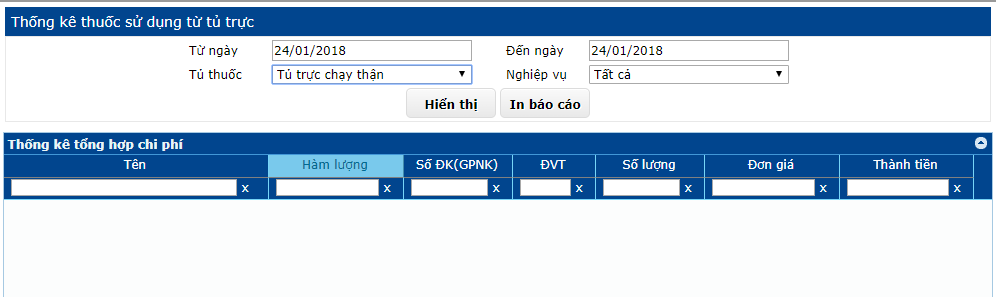 Thống kê thuốc sử dụng từ tủ trực
Từ ngày 24/01/2018 Đến ngày 24/01/2018
Tủ thuốc Tủ trực chạy thận Nghiệp vụ Tất cả
Hiển thị In báo cáo
Thống kê tổng hợp chi phí
Tên Hàm lượng Số ĐK(GPNK) ĐVT Số lượng Đơn giá Thành tiền
x x x x x x x